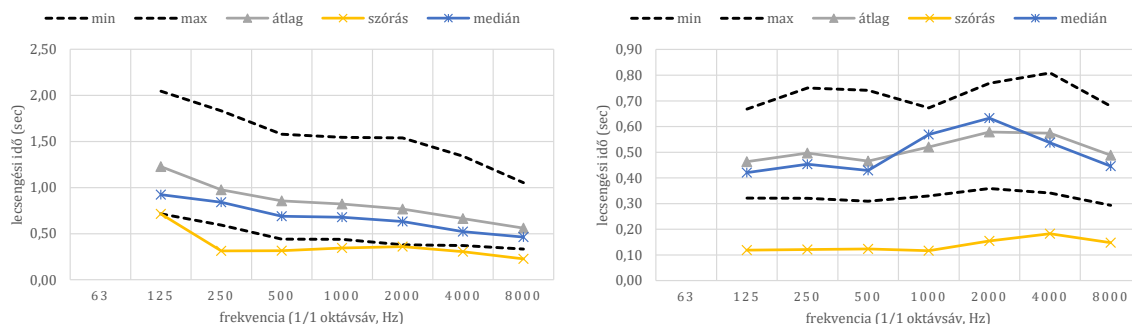 min max átlag szórás medián
2,50
2,00
1,50
1,00
0,50
0,00
lecsengési idő (sec)
63 125 250 500 1000 2000 4000 8000
frekvencia (1/1 oktávsáv, Hz)
min max átlag szórás medián
0,90
0,80
0,70
0,60
0,50
0,40
0,30
0,20
0,10
0,00
lecsengési idő (sec)
63 125 250 500 1000 2000 4000 8000
frekvencia (1/1 oktávsáv, Hz)